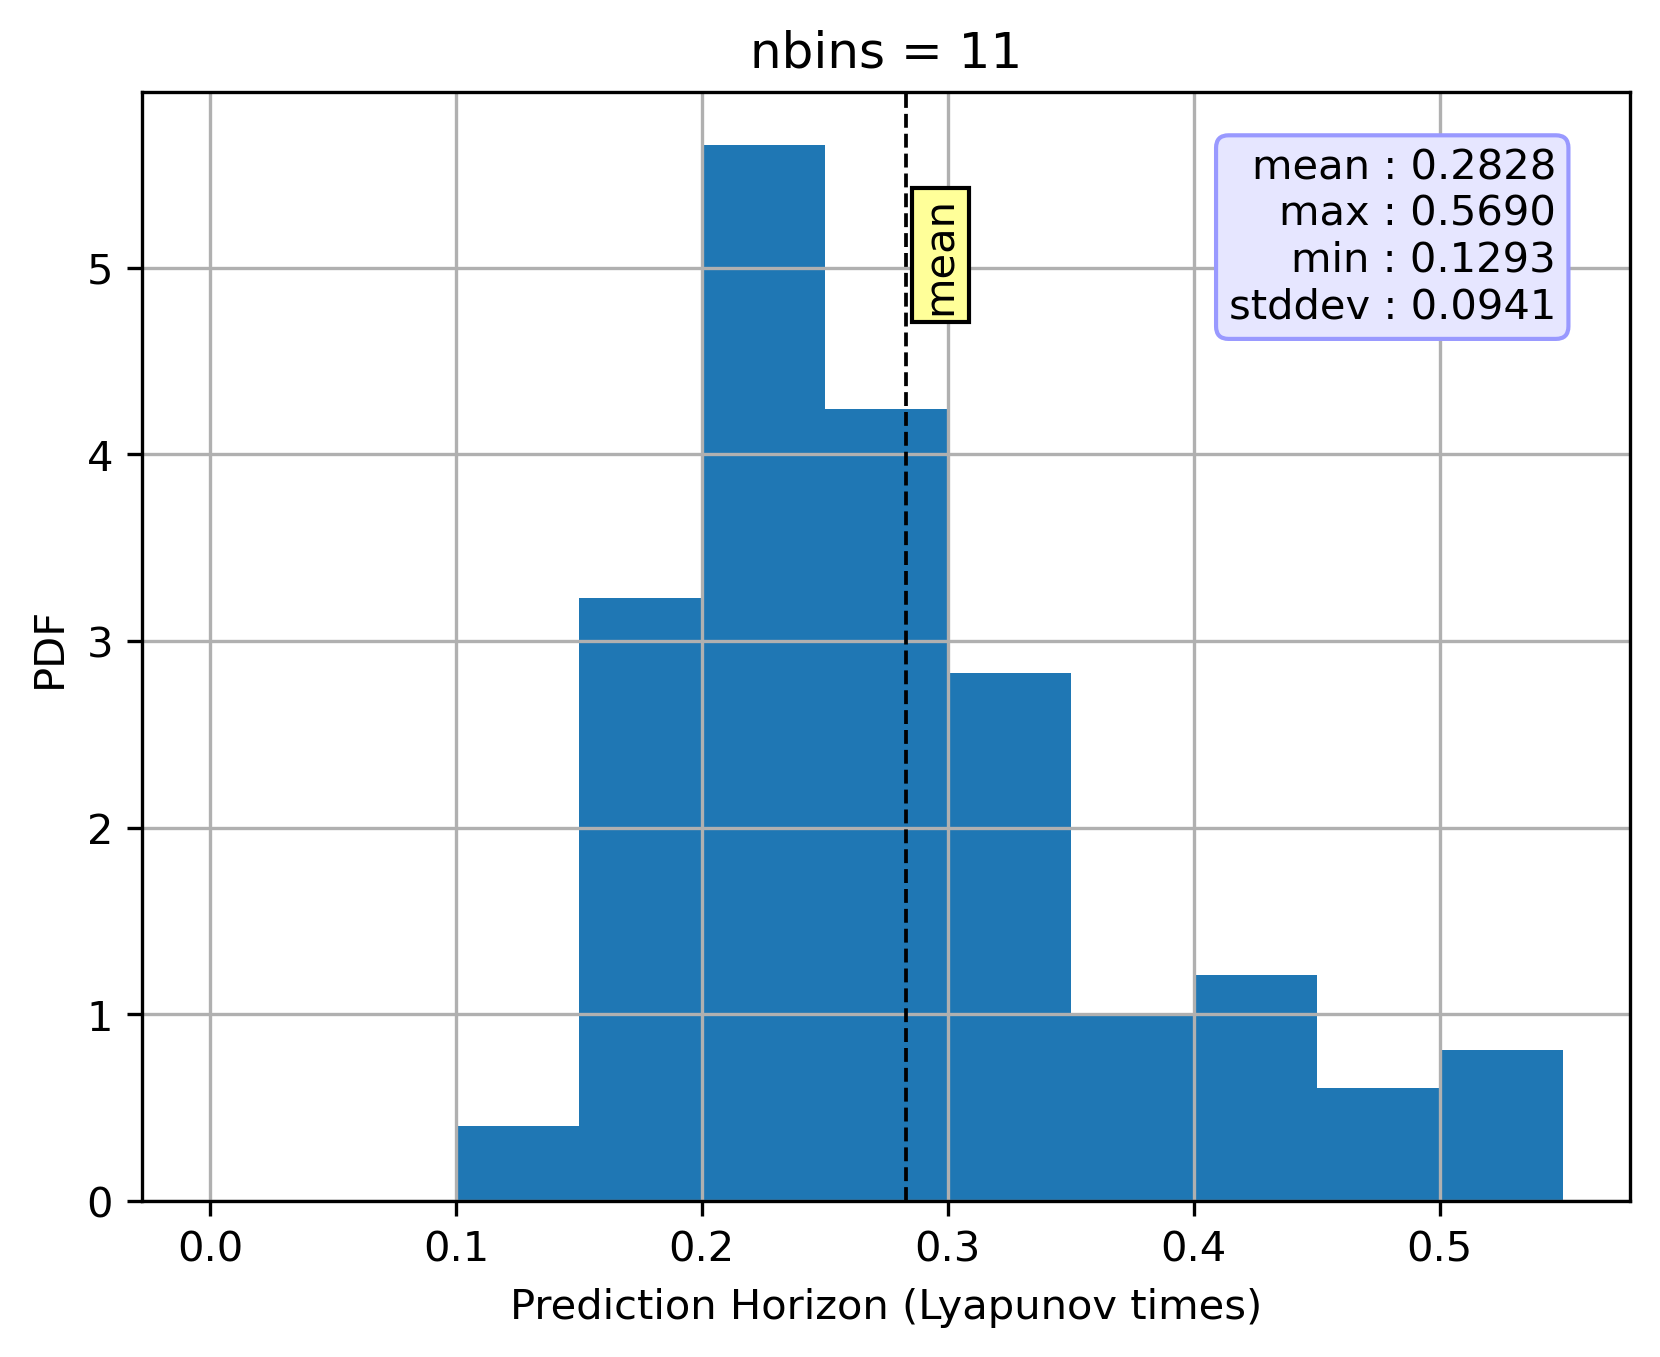 nbins = 11
mean : 0.2828
max : 0.5690
min : 0.1293
stddev : 0.0941
mean
PDF
5
4
3
2
1
0
0.0 0.1 0.2 0.3 0.4 0.5
Prediction Horizon (Lyapunov times)